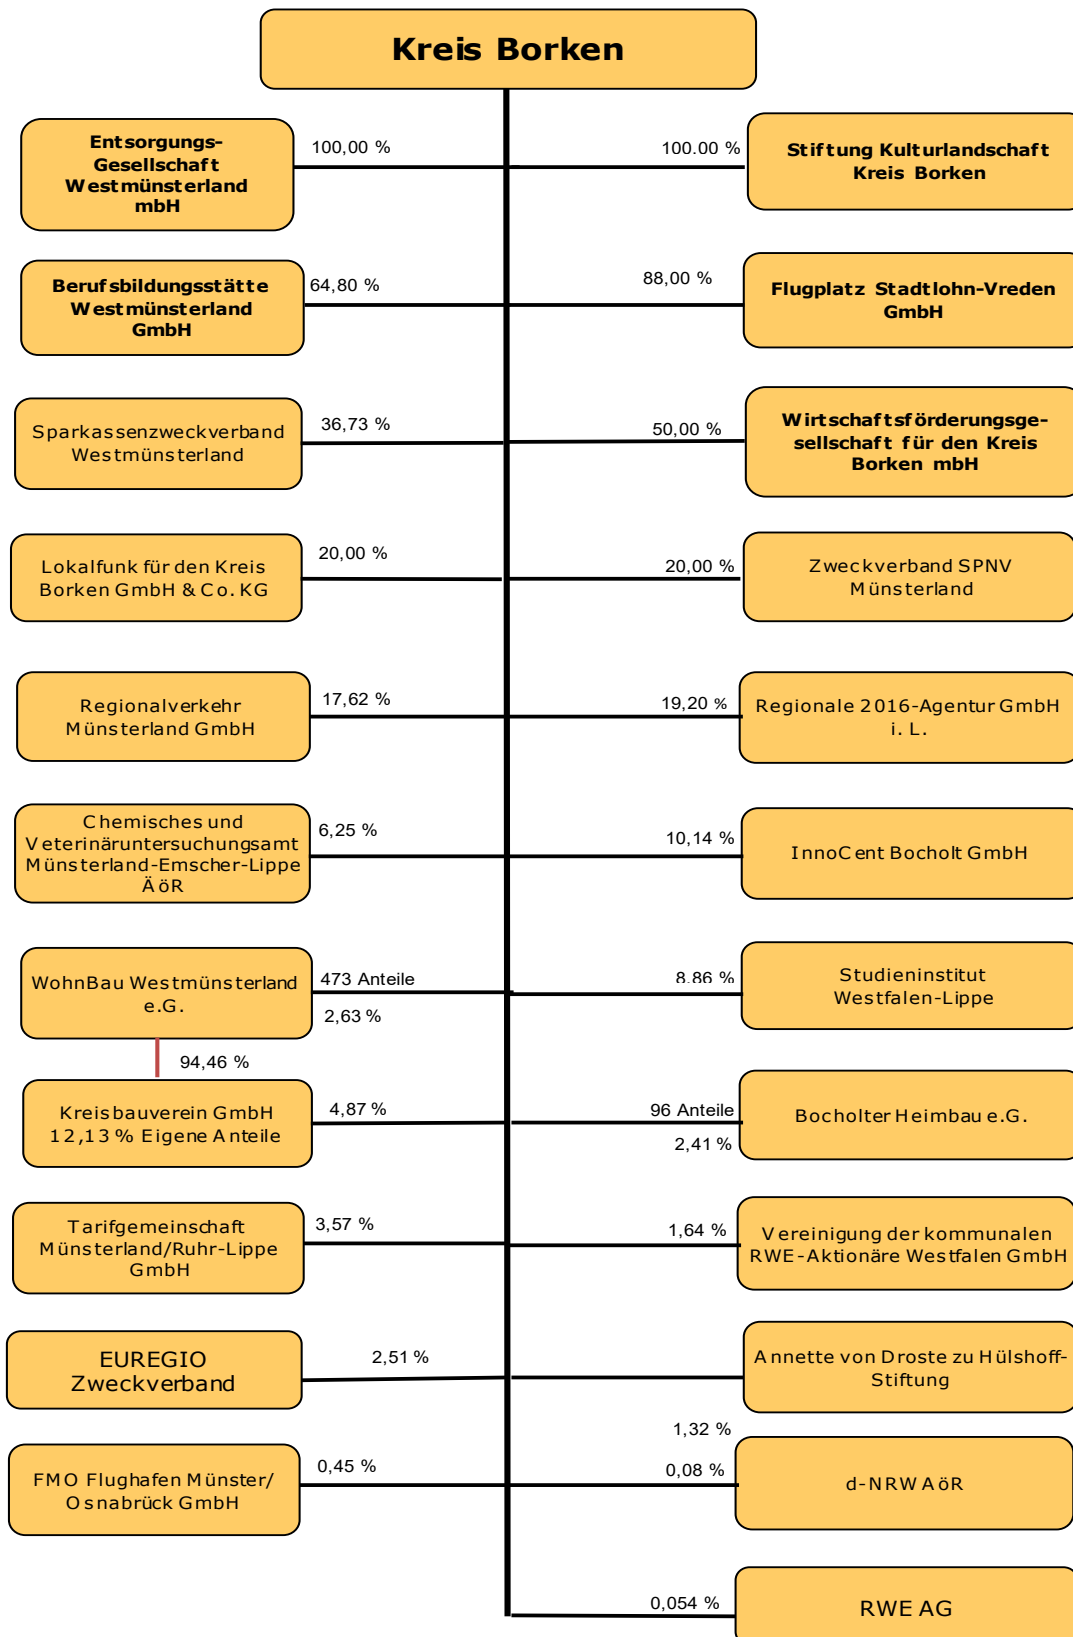 Kreis Borken
Entsorgungs-
Gesellschaft
Westmünsterland
mbH
100,00 %
100.00 %
Stiftung Kulturlandschaft
Kreis Borken
Berufsbildungsstätte
Westmünsterland
GmbH
64,80 %
88,00 %
Flugplatz Stadtlohn-Vreden
GmbH
Sparkassenzweckverband
Westmünsterland
36,73 %
50,00 %
Wirtschaftsförderungsge-
sellschaft für den Kreis
Borken mbH
Lokalfunk für den Kreis
Borken GmbH & Co. KG
20,00 %
20,00 %
Zweckverband SPNV
Münsterland
Regionalverkehr
Münsterland GmbH
17,62 %
19,20 %
Regionale 2016-Agentur GmbH
i. L.
Chemisches und
Veterinäruntersuchungsamt
Münsterland-Emscher-Lippe
ÄöR
6,25 %
10,14 %
InnoCent Bocholt GmbH
WohnBau Westmünsterland
e.G.
473 Anteile
2,63 %
8.86 %
Studieninstitut
Westfalen-Lippe
94,46 %
Kreisbauverein GmbH
12,13 % Eigene Anteile
4,87 %
96 Anteile
2,41 %
Bocholter Heimbau e.G.
Tarifgemeinschaft
Münsterland/Ruhr-Lippe
GmbH
3,57 %
1,64 %
Vereinigung der kommunalen
RWE-Aktionäre Westfalen GmbH
EUREGIO
Zweckverband
2,51 %
Annette von Droste zu Hülshoff-
Stiftung
1,32 %
FMO Flughafen Münster/
Osnabrück GmbH
0,45 %
0,08 %
d-NRW AöR
0,054 %
RWE AG